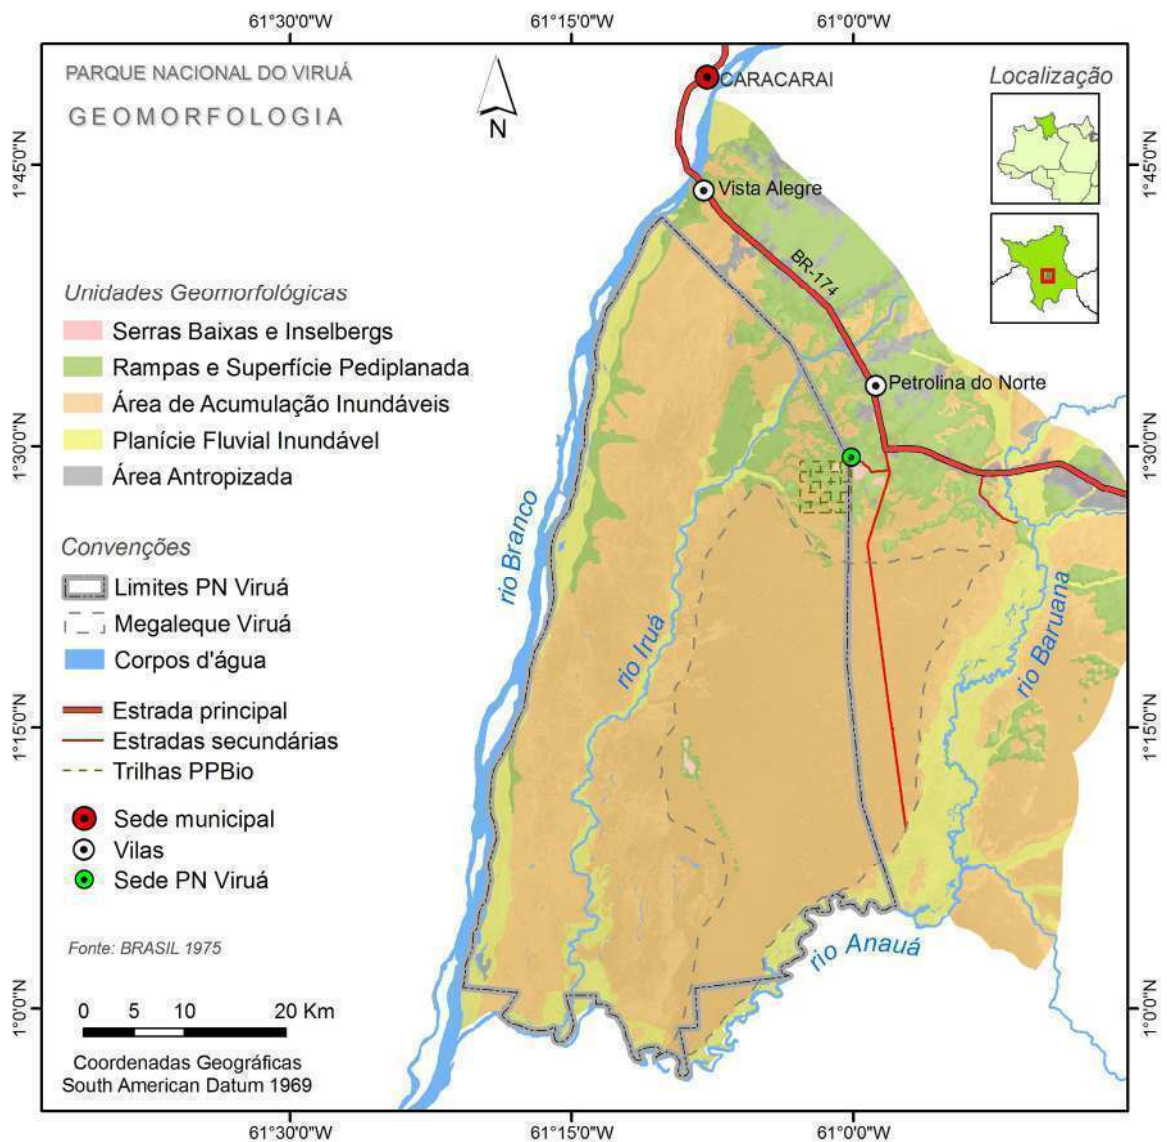 61°30'0"W
61°15'0"W
61°00'W
PARQUE NACIONAL DO VIRUÁ
GEOMORFOLOGIA
N
CARACARAI
Localização
1°45'0"N
1°45'0"N
Vista Alegre
BR-174
Unidades Geomorfológicas
Serras Baixas e Inselbergs
Rampas e Superfície Pediplanada
Área de Acumulação Inundáveis
Planície Fluvial Inundável
Área Antropizada
Petrolina do Norte
1°30'0"N
1°30'0"N
rio Branco
rio Iruá
rio Baruana
Convenções
Limites PN Viruá
Megaleque Viruá
Corpos d'água
Estrada principal
Estradas secundárias
Trilhas PPBio
1°15'0"N
1°15'0"N
Sede municipal
Vilas
Sede PN Viruá
rio Anauá
Fonte: BRASIL 1975
0 5 10 20 Km
1°0'0"N
1°0'0"N
Coordenadas Geográficas
South American Datum 1969
61°30'0"W
61°15'0"W
61°00'W